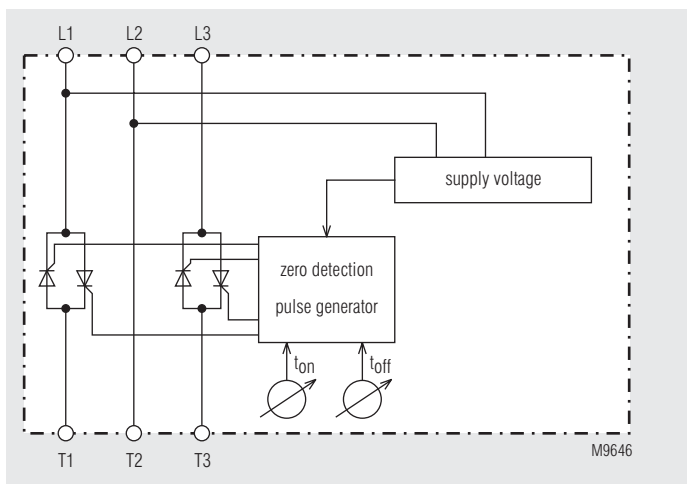 L1 L2 L3
supply voltage
zero detection
pulse generator
ton toff
T1 T2 T3
M9646